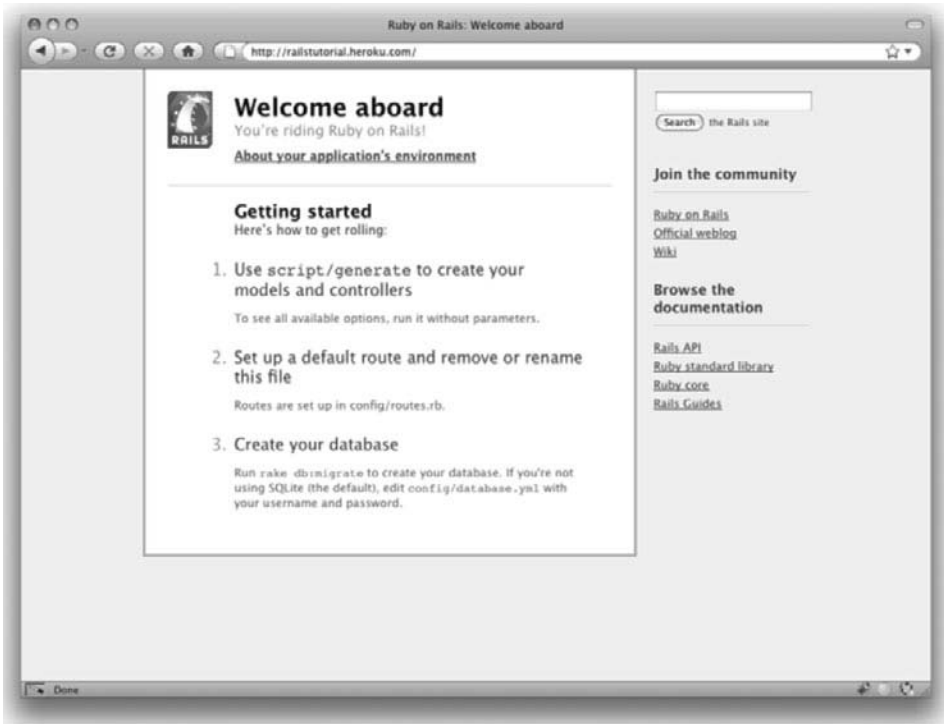 Ruby on Rails: Welcome aboard
http://railstutorial.heroku.com/
RAILS
Welcome aboard
You're riding Ruby on Rails!
About your application's environment
Getting started
Here's how to get rolling:
1. Use script/generate to create your
models and controllers
To see all available options, run it without parameters.
2. Set up a default route and remove or rename
this file
Routes are set up in config/routes.rb.
3. Create your database
Run rake db:migrate to create your database. If you're not
using SQLite (the default), edit config/database.yml with
your username and password.
Search the Rails site
Join the community
Ruby on Rails
Official weblog
Wiki
Browse the
documentation
Rails API
Ruby standard library
Ruby core
Rails Guides
Done